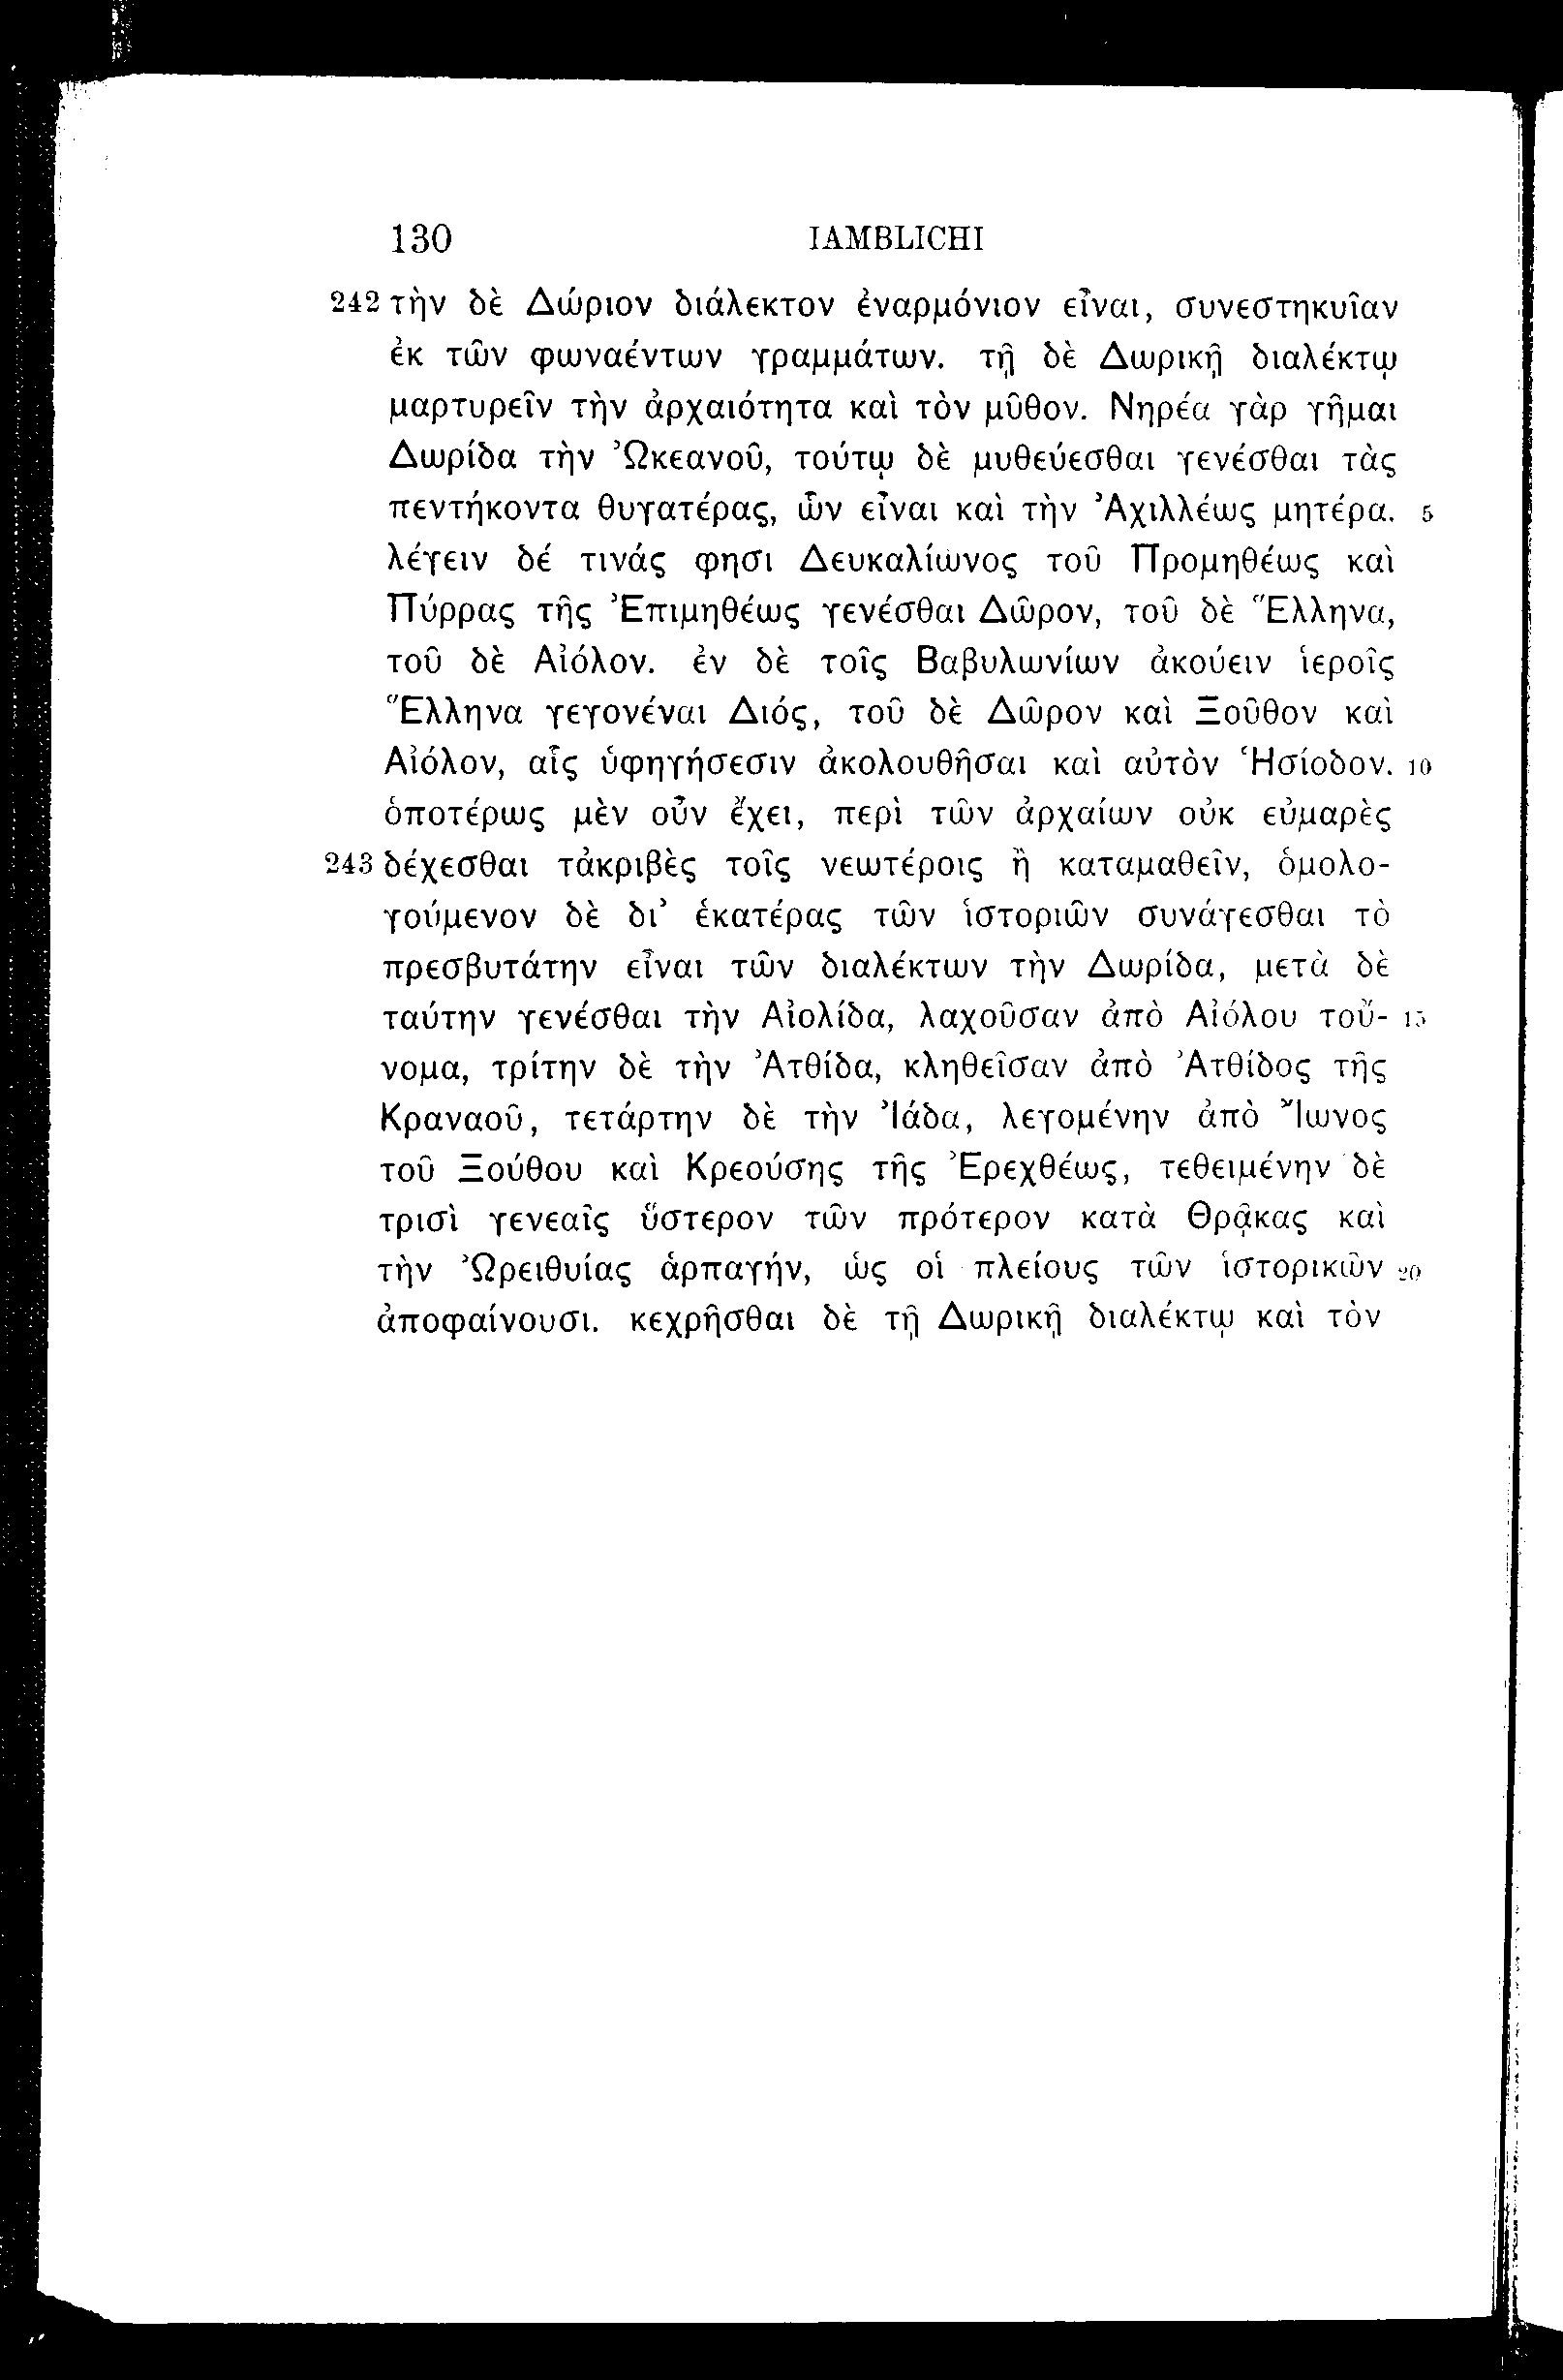 130 IAMBLICHI
242 τὴν δὲ Δώριον διάλεκτον ἐναρμόνιον εἶναι, συνεστηκυῖαν
ἐκ τῶν φωναέντων γραμμάτων. τῇ δὲ Δωρικῇ διαλέκτῳ
μαρτυρεῖν τὴν ἀρχαιότητα καὶ τὸν μῦθον. Νηρέα γὰρ γῆμαι
Δωρίδα τὴν Ὠκεανοῦ, τούτῳ δὲ μυθεύεσθαι γενέσθαι τὰς
πεντήκοντα θυγατέρας, ὧν εἶναι καὶ τὴν Ἀχιλλέως μητέρα. 5
λέγειν δέ τινάς φησι Δευκαλίωνος τοῦ Προμηθέως καὶ
Πύρρας τῆς Ἐπιμηθέως γενέσθαι Δῶρον, τοῦ δὲ Ἕλληνα,
τοῦ δὲ Αἰόλον. ἐν δὲ τοῖς Βαβυλωνίων ἀκούειν ἱεροῖς
Ἕλληνα γεγονέναι Διός, τοῦ δὲ Δῶρον καὶ Ξοῦθον καὶ
Αἰόλον, αἷς ὑφηγήσεσιν ἀκολουθῆσαι καὶ αὐτὸν Ἡσίοδον. 10
ὁποτέρως μὲν οὖν ἔχει, περὶ τῶν ἀρχαίων οὐκ εὐμαρὲς
243 δέχεσθαι τἀκριβὲς τοῖς νεωτέροις ἢ καταμαθεῖν, ὁμολο-
γούμενον δὲ δι’ ἑκατέρας τῶν ἱστοριῶν συνάγεσθαι τὸ
πρεσβυτάτην εἶναι τῶν διαλέκτων τὴν Δωρίδα, μετὰ δὲ
ταύτην γενέσθαι τὴν Αἰολίδα, λαχοῦσαν ἀπὸ Αἰόλου τοὔ- 15
νομα, τρίτην δὲ τὴν Ἀτθίδα, κληθεῖσαν ἀπὸ Ἀτθίδος τῆς
Κραναοῦ, τετάρτην δὲ τὴν Ἰάδα, λεγομένην ἀπὸ Ἴωνος
τοῦ Ξούθου καὶ Κρεούσης τῆς Ἐρεχθέως, τεθειμένην δὲ
τρισὶ γενεαῖς ὕστερον τῶν πρότερον κατὰ Θρᾷκας καὶ
τὴν Ὠρειθυίας ἁρπαγήν, ὡς οἱ πλείους τῶν ἱστορικῶν 20
ἀποφαίνουσι. κεχρῆσθαι δὲ τῇ Δωρικῇ διαλέκτῳ καὶ τὸν